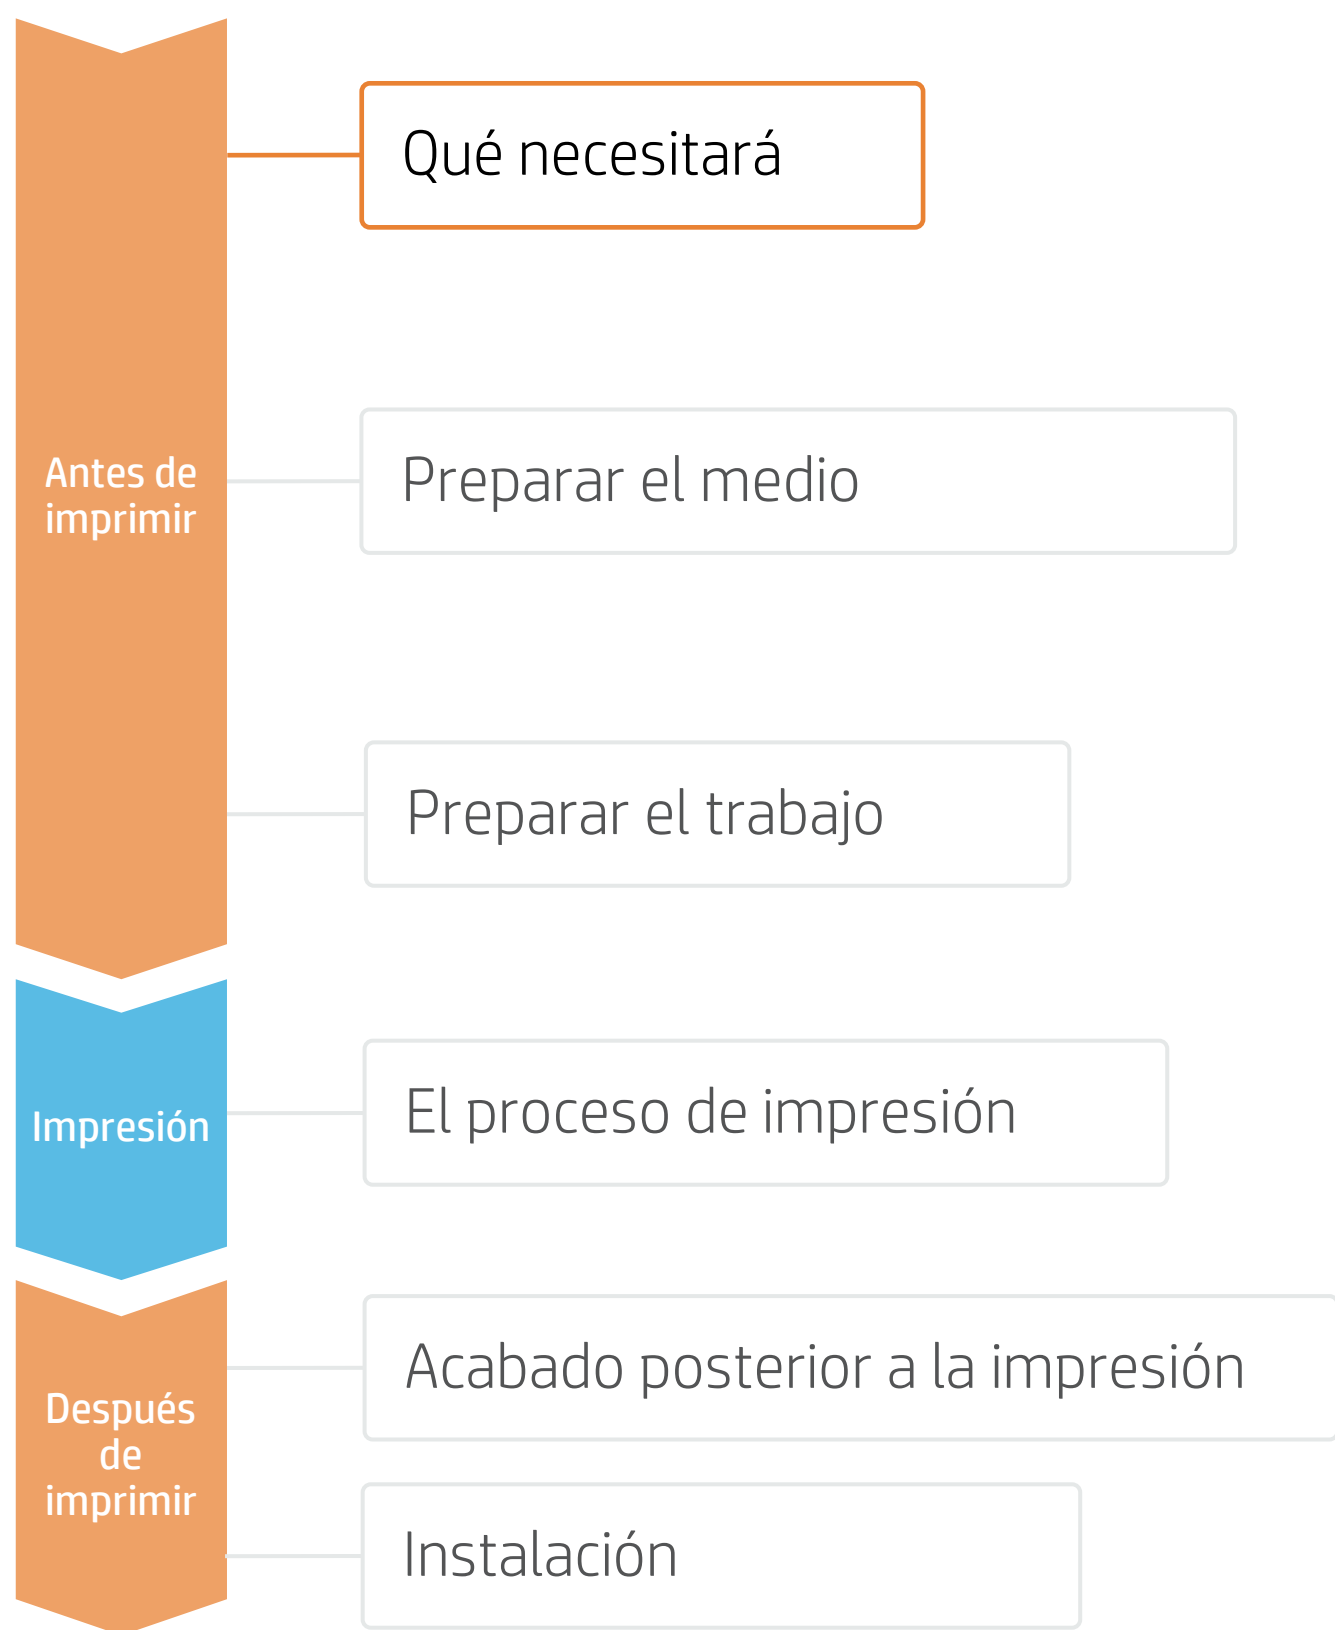 Qué necesitará
Antes de
imprimir
Preparar el medio
Preparar el trabajo
Impresión
El proceso de impresión
Después
de
imprimir
Acabado posterior a la impresión
Instalación